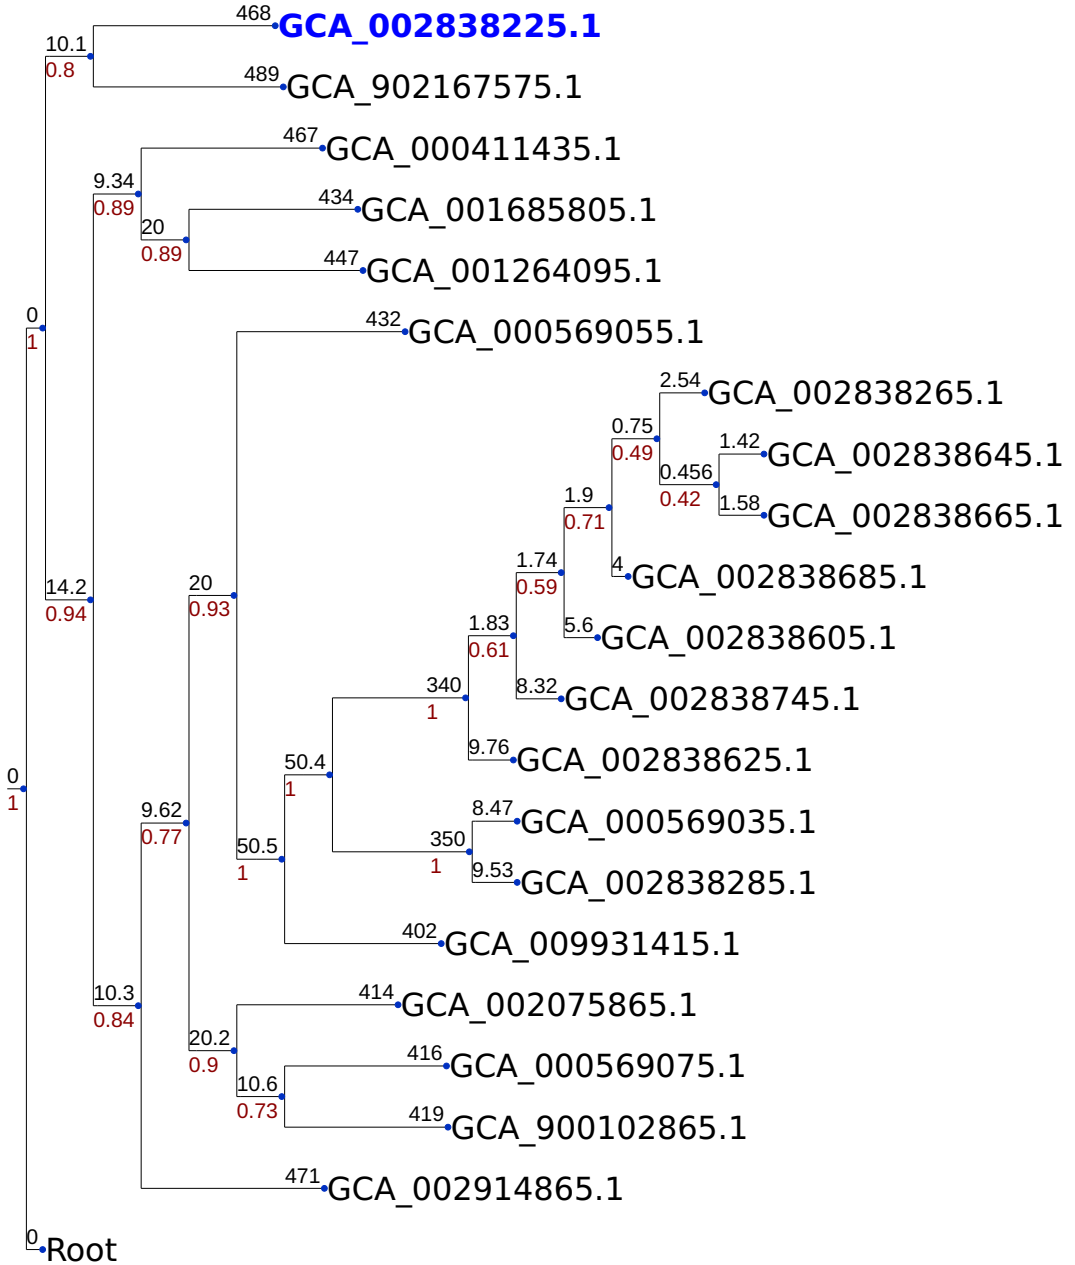 468 GCA_002838225.1
10.1
0.8
489 GCA_902167575.1
467 GCA_000411435.1
9.34
0.89
434 GCA_001685805.1
20
0.89
447 GCA_001264095.1
0
1
432 GCA_000569055.1
2.54 GCA_002838265.1
0.75
0.49
1.42 GCA_002838645.1
0.456
0.42
1.58 GCA_002838665.1
1.9
0.71
4 GCA_002838685.1
1.74
0.59
14.2
0.94
20
0.93
5.6 GCA_002838605.1
1.83
0.61
8.32 GCA_002838745.1
340
1
9.76 GCA_002838625.1
50.4
1
0
1
8.47 GCA_000569035.1
9.62
0.77
350
1
50.5
1
9.53 GCA_002838285.1
402 GCA_009931415.1
10.3
0.84
414 GCA_002075865.1
20.2
0.9
416 GCA_000569075.1
10.6
0.73
419 GCA_900102865.1
471 GCA_002914865.1
0 Root